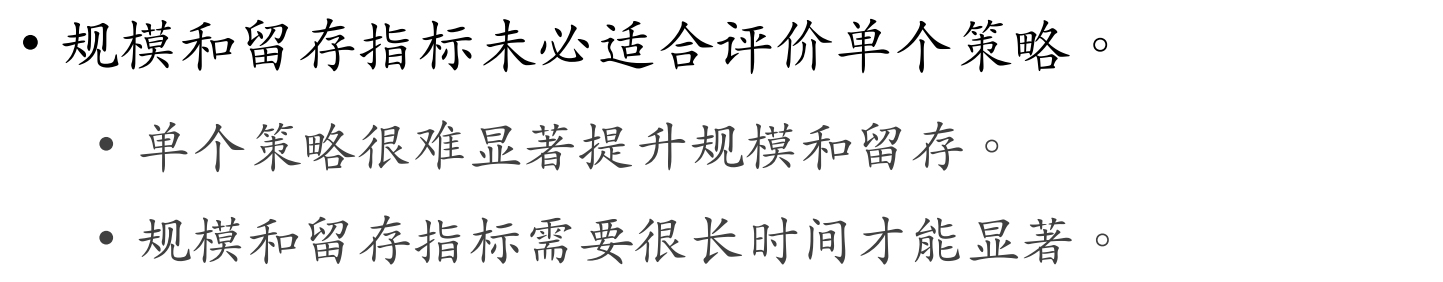 • 规模和留存指标未必适合评价单个策略。
• 单个策略很难显著提升规模和留存。
• 规模和留存指标需要很长时间才能显著。